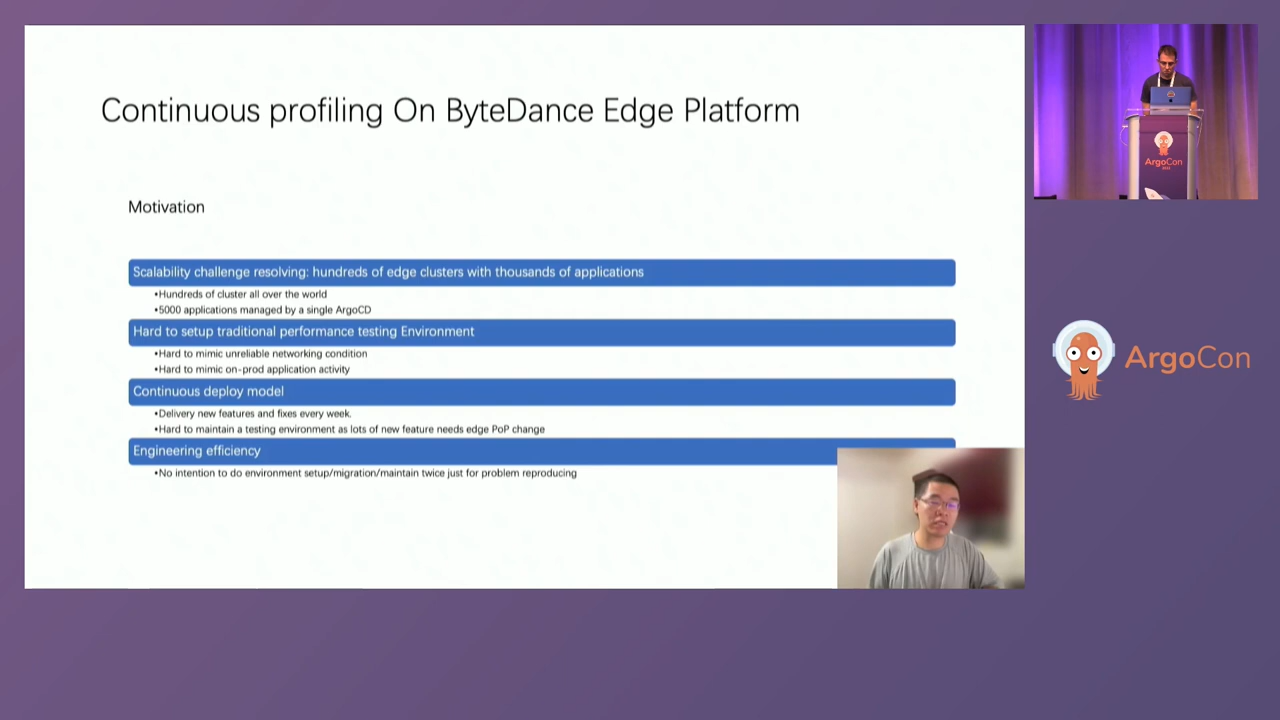 Continuous profiling On ByteDance Edge Platform
Motivation
Scalability challenge resolving: hundreds of edge clusters with thousands of applications
•Hundreds of cluster all over the world
•5000 applications managed by a single ArgoCD
Hard to setup traditional performance testing Environment
•Hard to mimic unreliable networking condition
•Hard to mimic on-prod application activity
Continuous deploy model
•Delivery new features and fixes every week.
•Hard to maintain a testing environment as lots of new feature needs edge PoP change
Engineering efficiency
•No intention to do environment setup/migration/maintain twice just for problem reproducing
ArgoCon
ArgoCon